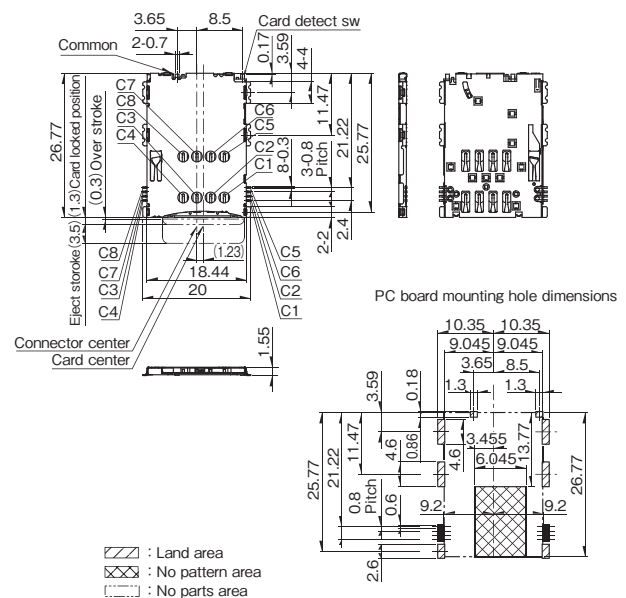 3.65 8.5
Card detect sw
Common
2-0.7
0.17
3.59
4-4
C7
C8
C3
C4
C6
C5
C2
C1
11.47
21.22
25.77
26.77
(1.3) Card locked position
(0.3) Over stroke
Eject storoke (3.5)
8-0.3
3-0.8
Pitch
2-2
2.4
(1.23)
C8
C7
C3
C4
18.44
20
C5
C6
C2
C1
Connector center
Card center
1.55
PC board mounting hole dimensions
10.35 10.35
9.045 9.045
3.65 8.5
1.3 1.3
3.59
0.18
11.47
21.22
25.77
4.6
0.86
4.6
3.455
6.045
13.77
26.77
0.8
Pitch
0.6
9.2 9.2
2.6
: Land area
: No pattern area
: No parts area